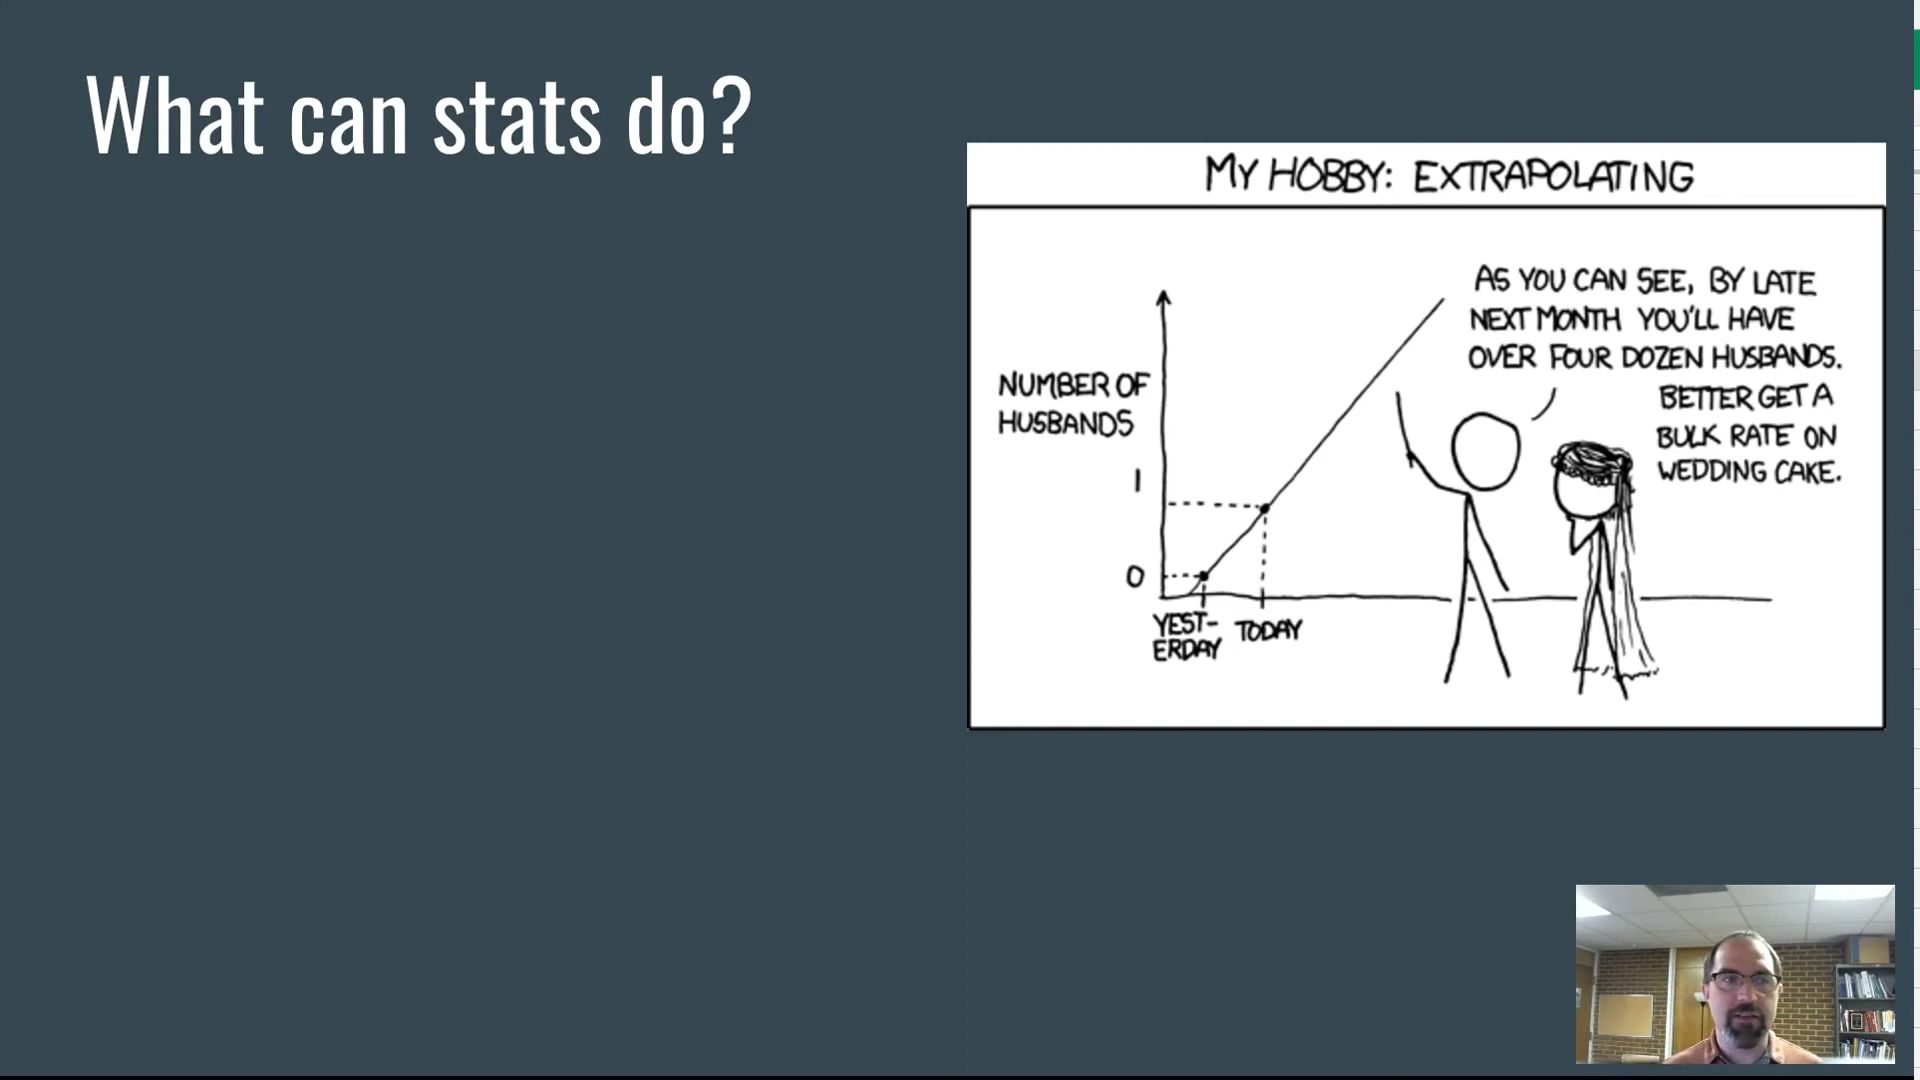 What can stats do?
MY HOBBY: EXTRAPOLATING
AS YOU CAN SEE, BY LATE
NEXT MONTH YOU'LL HAVE
OVER FOUR DOZEN HUSBANDS.
BETTER GET A
BULK RATE ON
WEDDING CAKE.
NUMBER OF
HUSBANDS
1
0
YEST-
ERDAY
TODAY